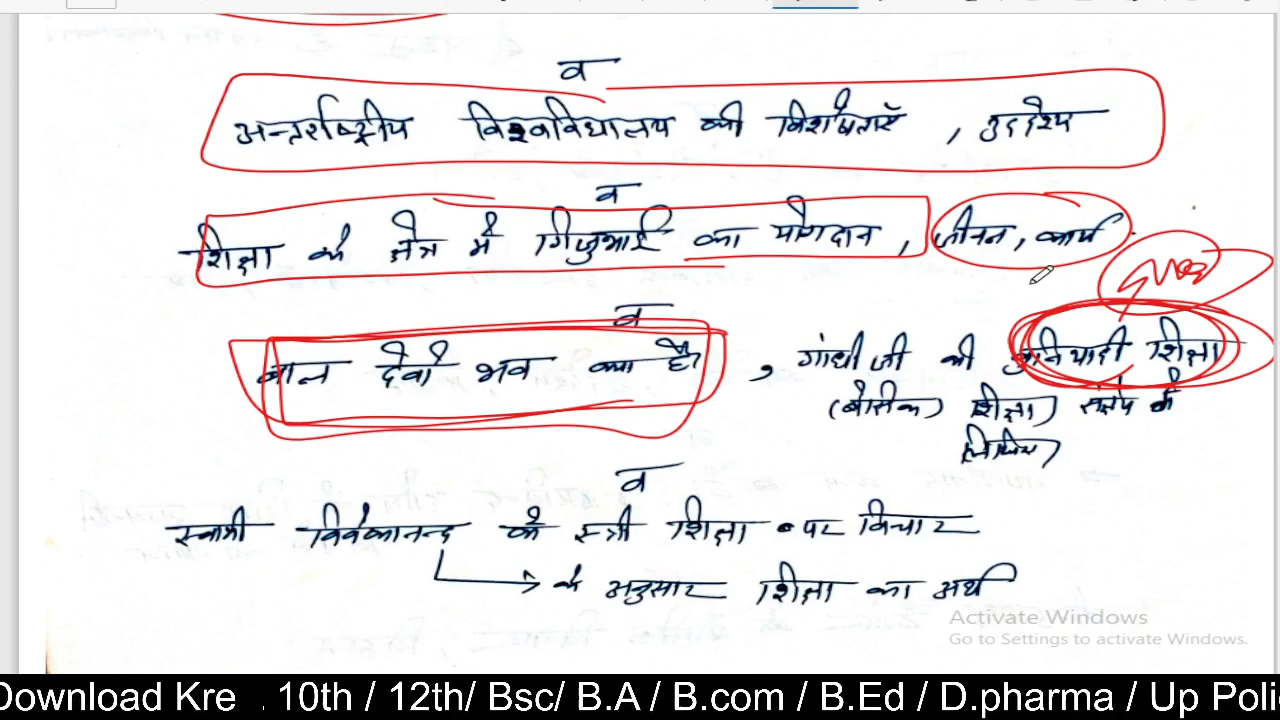 व
अन्तर्राष्ट्रीय विश्वविद्यालय की विशेषताएँ , उद्देश्य
व
शिक्षा के क्षेत्र में गिजुभाई का योगदान , जीवन , कार्य
व
बाल देवो भव क्या है? , गांधी जी की बुनियादी शिक्षा
(बेसिक) शिक्षा) संक्षेप के
लिखिए)
व
स्वामी विवेकानन्द के स्त्री शिक्षा पर विचार
→ के अनुसार शिक्षा का अर्थ
Activate Windows
Go to Settings to activate Windows.
Download Kre . 10th / 12th/ Bsc/ B.A / B.com / B.Ed / D.pharma / Up Poli